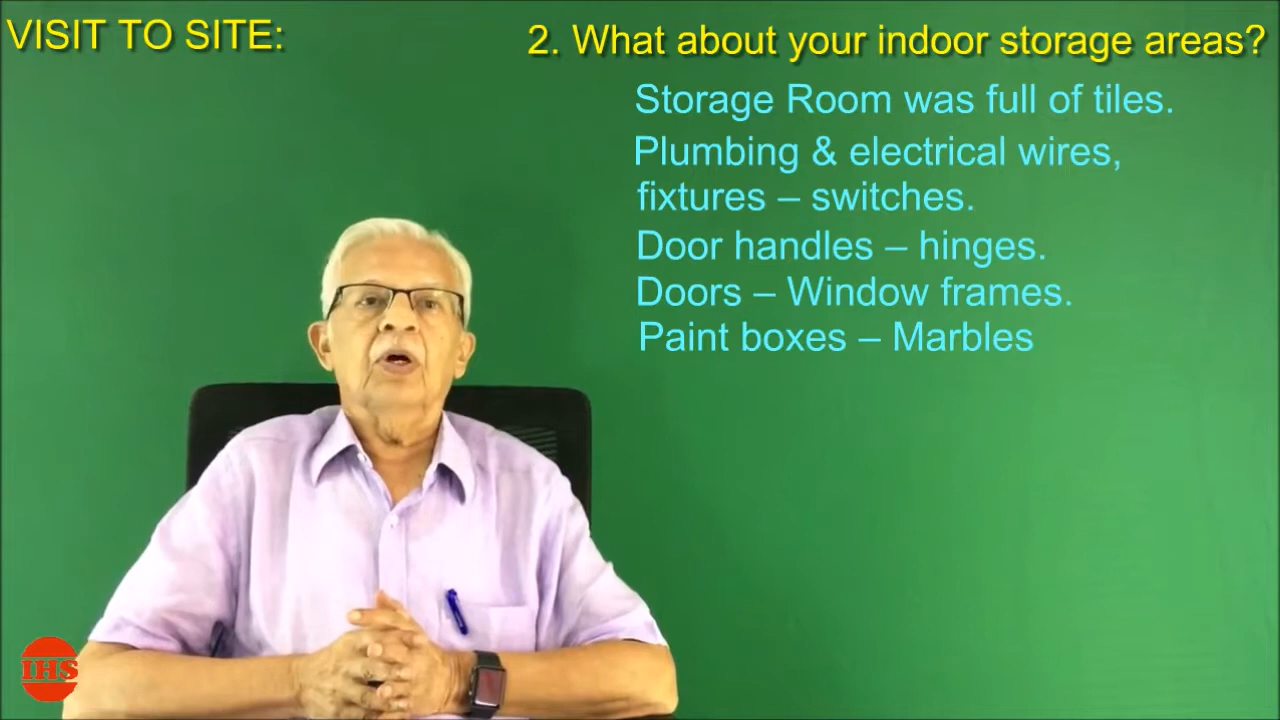 VISIT TO SITE:
2. What about your indoor storage areas?
Storage Room was full of tiles.
Plumbing & electrical wires,
fixtures – switches.
Door handles – hinges.
Doors – Window frames.
Paint boxes – Marbles
IHS